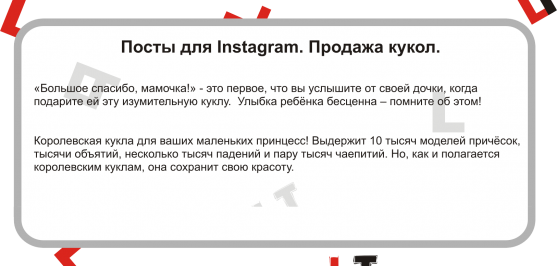 Посты для Instagram. Продажа кукол.
«Большое спасибо, мамочка!» - это первое, что вы услышите от своей дочки, когда
подарите ей эту изумительную куклу.  Улыбка ребёнка бесценна – помните об этом!
Королевская кукла для ваших маленьких принцесс! Выдержит 10 тысяч моделей причёсок,
тысячи объятий, несколько тысяч падений и пару тысяч чаепитий. Но, как и полагается
королевским куклам, она сохранит свою красоту.